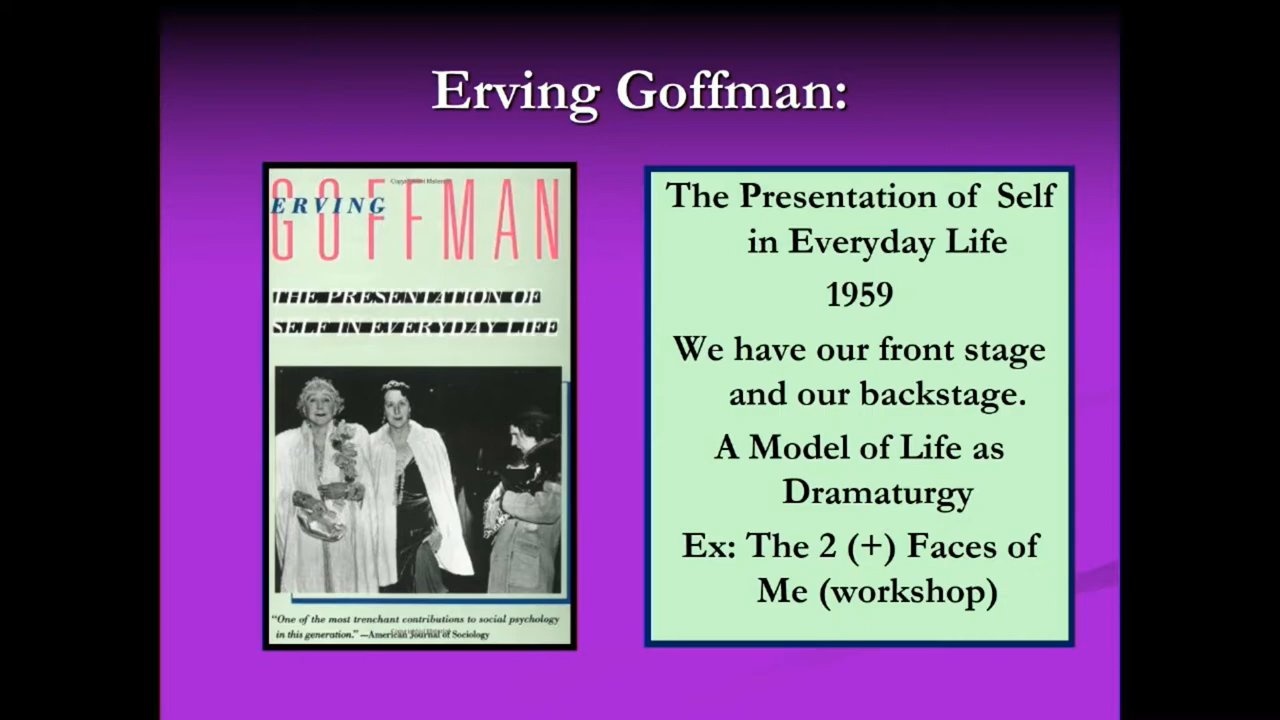 Erving Goffman:
GOFFMAN
ERVING
THE PRESENTATION OF
SELF IN EVERYDAY LIFE
"One of the most trenchant contributions to social psychology
in this generation." —American Journal of Sociology
The Presentation of Self
in Everyday Life
1959
We have our front stage
and our backstage.
A Model of Life as
Dramaturgy
Ex: The 2 (+) Faces of
Me (workshop)